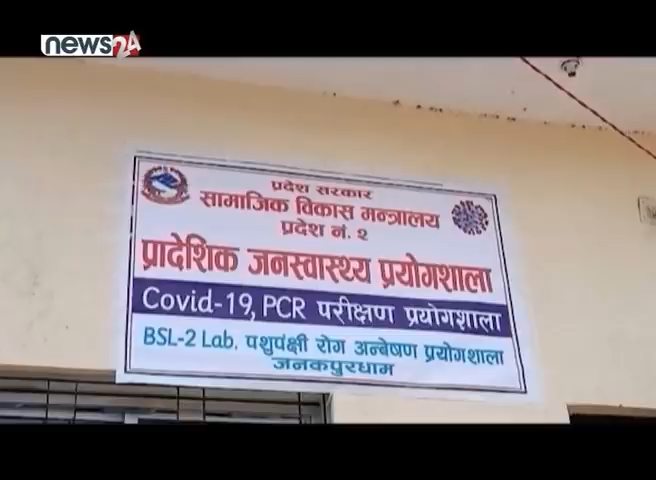 news24
प्रदेश सरकार
सामाजिक विकास मन्त्रालय
प्रदेश नं. २
प्रादेशिक जनस्वास्थ्य प्रयोगशाला
Covid-19, PCR परीक्षण प्रयोगशाला
BSL-2 Lab. पशुपंक्षी रोग अन्बेषण प्रयोगशाला
जनकपुरधाम